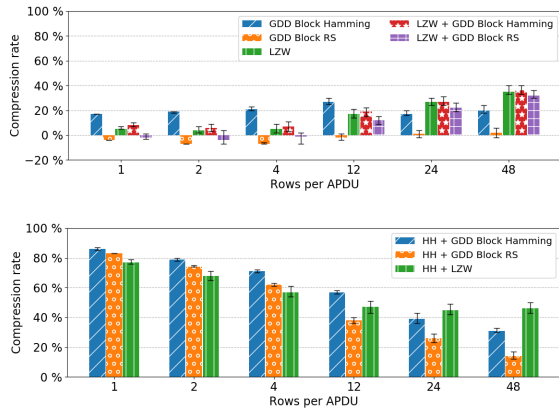 100 %
80 %
60 %
40 %
20 %
0 %
−20 %
Compression rate
GDD Block Hamming
GDD Block RS
LZW
LZW + GDD Block Hamming
LZW + GDD Block RS
1 2 4 12 24 48
Rows per APDU
100 %
80 %
60 %
40 %
20 %
0 %
Compression rate
HH + GDD Block Hamming
HH + GDD Block RS
HH + LZW
1 2 4 12 24 48
Rows per APDU